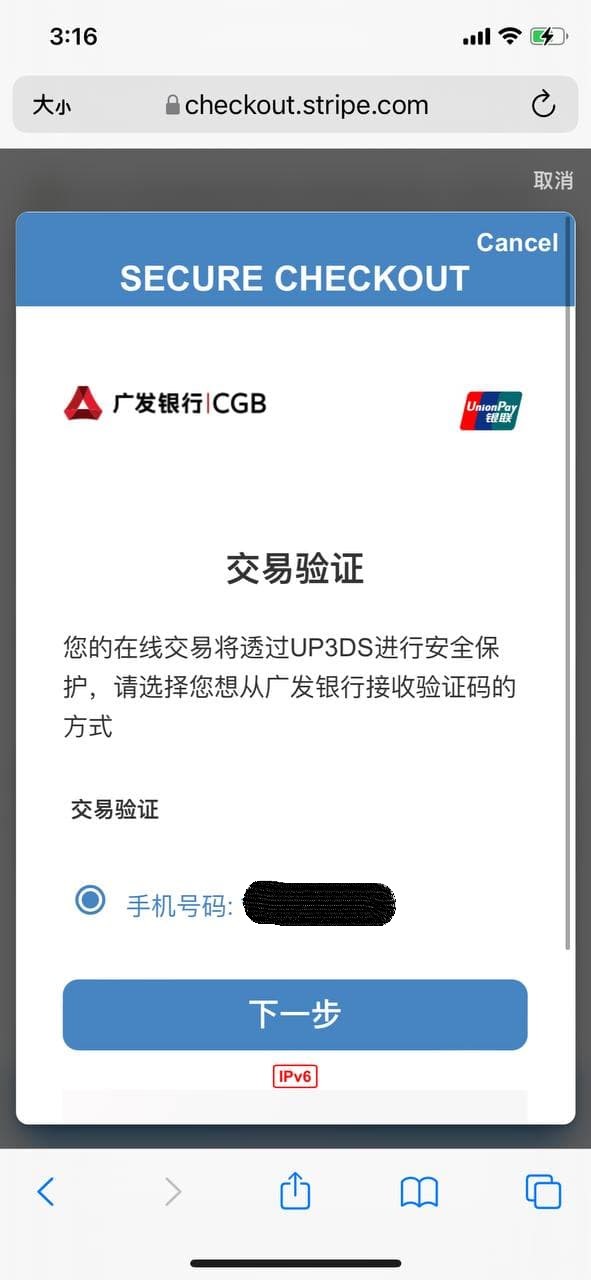 3:16
大小
checkout.stripe.com
取消
Cancel
SECURE CHECKOUT
广发银行|CGB
UnionPay
银联
交易验证
您的在线交易将透过UP3DS进行安全保
护，请选择您想从广发银行接收验证码的
方式
交易验证
手机号码:
下一步
IPv6